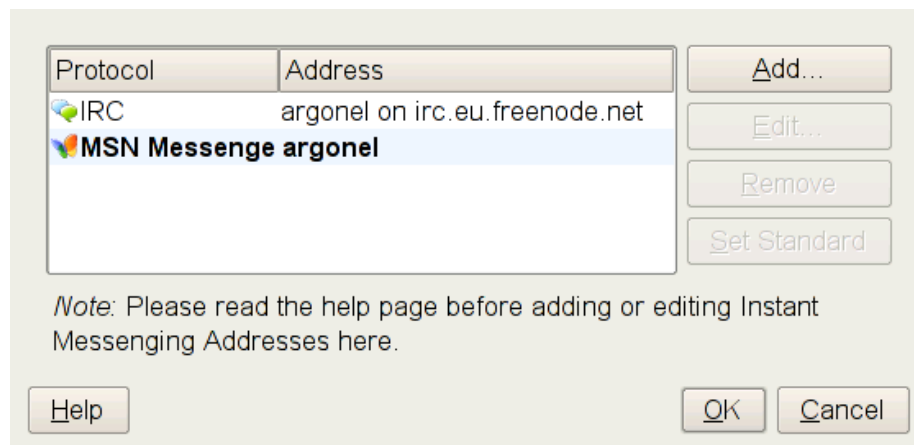 Protocol Address
Add...
IRC argonel on irc.eu.freenode.net
Edit...
MSN Messenge argonel
Remove
Set Standard
Note: Please read the help page before adding or editing Instant
Messenging Addresses here.
Help OK Cancel